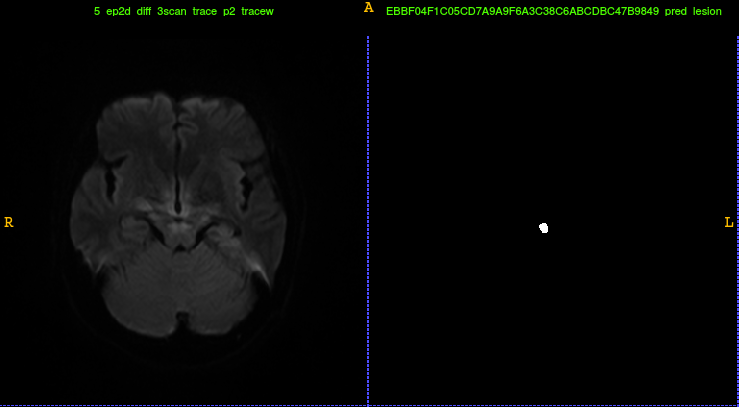 5 ep2d diff 3scan trace p2 tracew
A
EBBF04F1C05CD7A9A9F6A3C38C6ABCDBC47B9849 pred lesion
R
L